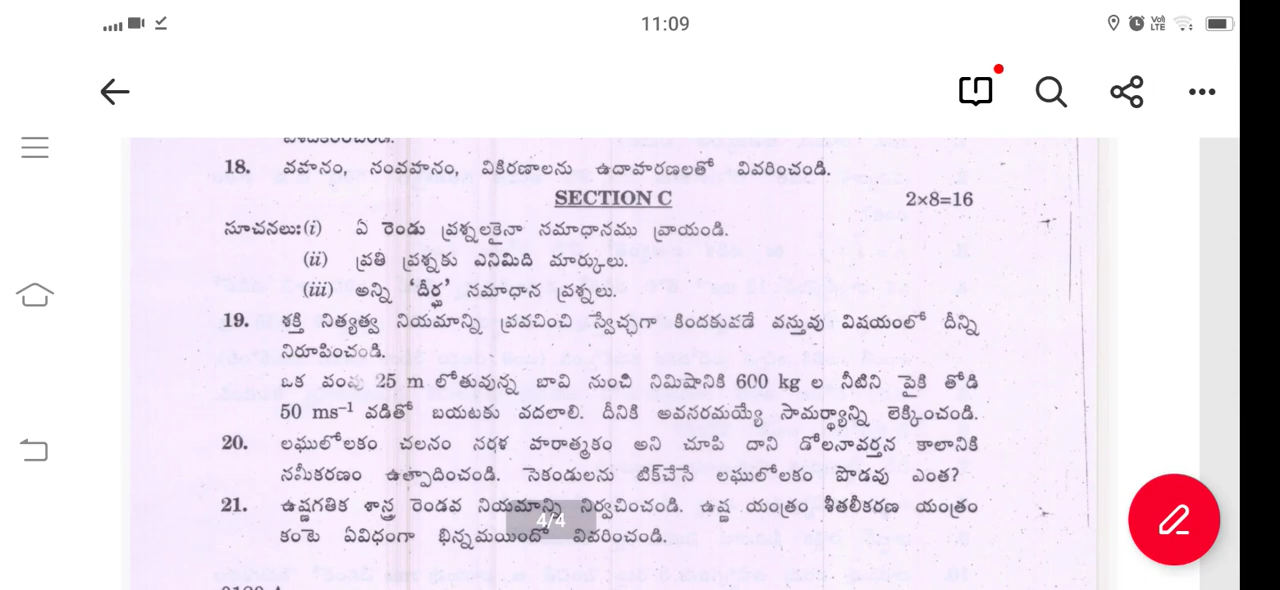 11:09
Vo)
LTE
18. వహనం, సంవహనం, వికిరణాలను ఉదాహరణలతో వివరించండి.
SECTION C 2×8=16
సూచనలు: (i) ఏ రెండు ప్రశ్నలకైనా సమాధానము వ్రాయండి.
(ii) ప్రతి ప్రశ్నకు ఎనిమిది మార్కులు.
(iii) అన్ని 'దీర్ఘ' సమాధాన ప్రశ్నలు.
19. శక్తి నిత్యత్వ నియమాన్ని ప్రవచించి స్వేచ్ఛగా కిందకుపడే వస్తువు విషయంలో దీన్ని
నిరూపించండి.
ఒక పంపు 25 m లోతువున్న బావి నుంచి నిమిషానికి 600 kg ల నీటిని పైకి తోడి
50 ms⁻¹ వడితో బయటకు వదలాలి. దీనికి అవసరమయ్యే సామర్థ్యాన్ని లెక్కించండి.
20. లఘులోలకం చలనం సరళ హరాత్మకం అని చూపి దాని డోలనావర్తన కాలానికి
సమీకరణం ఉత్పాదించండి. సెకండులను టిక్‌చేసే లఘులోలకం పొడవు ఎంత?
21. ఉష్ణగతిక శాస్త్ర రెండవ నియమాన్ని నిర్వచించండి. ఉష్ణ యంత్రం శీతలీకరణ యంత్రం
కంటె ఏవిధంగా భిన్నమయిందో వివరించండి.
4/4